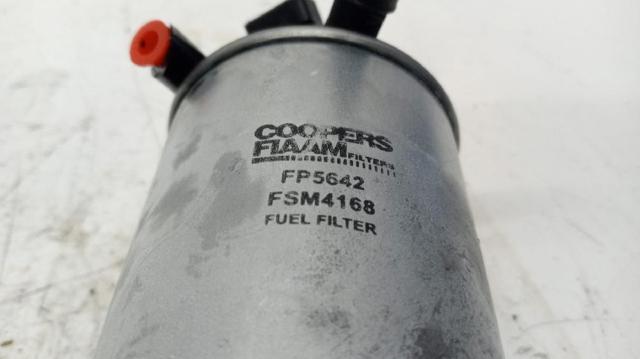 COOPERS
FIAAM FILTERS
FP5642
FSM4168
FUEL FILTER